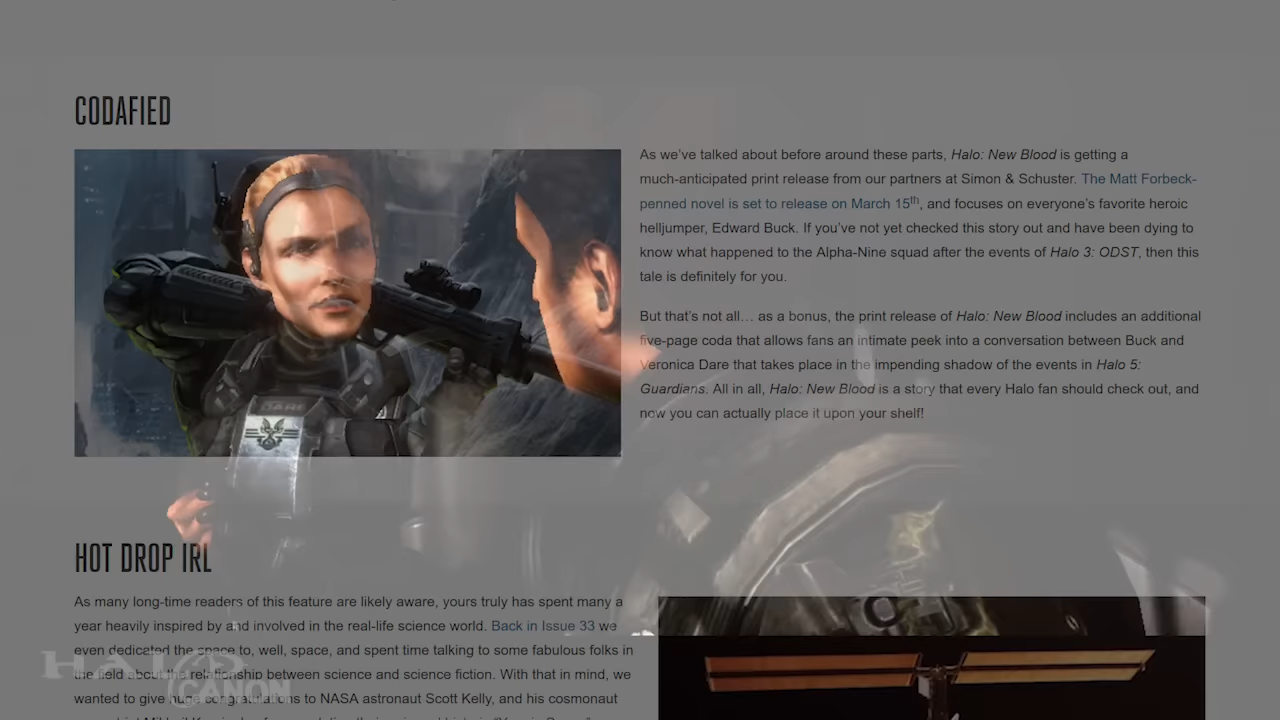 CODAFIED
As we've talked about before around these parts, Halo: New Blood is getting a
much-anticipated print release from our partners at Simon & Schuster. The Matt Forbeck-
penned novel is set to release on March 15th, and focuses on everyone's favorite heroic
helljumper, Edward Buck. If you've not yet checked this story out and have been dying to
know what happened to the Alpha-Nine squad after the events of Halo 3: ODST, then this
tale is definitely for you.
But that's not all… as a bonus, the print release of Halo: New Blood includes an additional
five-page coda that allows fans an intimate peek into a conversation between Buck and
Veronica Dare that takes place in the impending shadow of the events in Halo 5:
Guardians. All in all, Halo: New Blood is a story that every Halo fan should check out, and
now you can actually place it upon your shelf!
DARE
HOT DROP IRL
As many long-time readers of this feature are likely aware, yours truly has spent many a
year heavily inspired by and involved in the real-life science world. Back in Issue 33 we
even dedicated the space to, well, space, and spent time talking to some fabulous folks in
the field about the relationship between science and science fiction. With that in mind, we
wanted to give huge congratulations to NASA astronaut Scott Kelly, and his cosmonaut
HALO
CANON